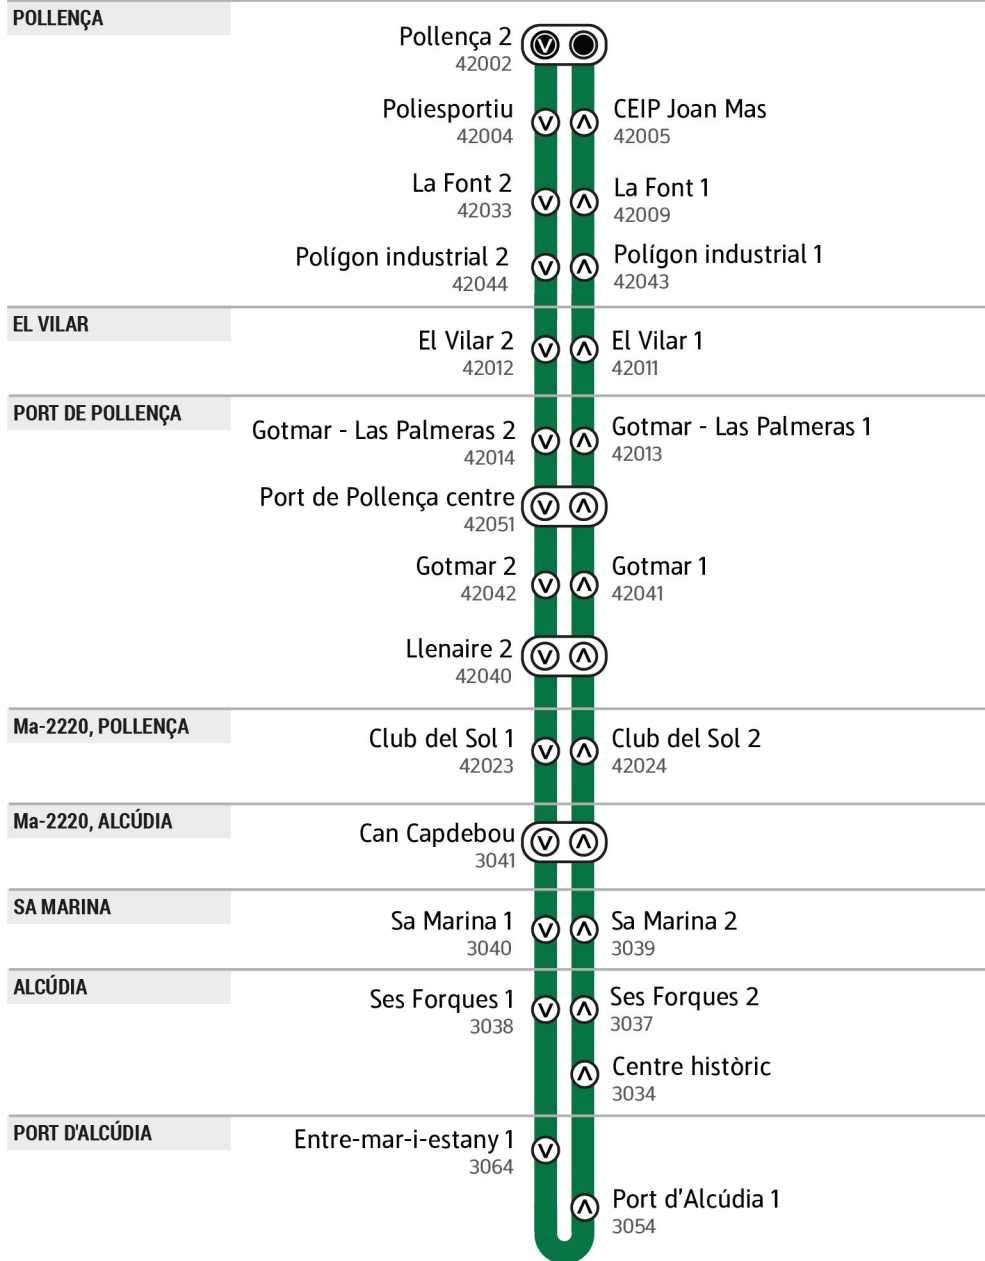 POLLENÇA
Pollença 2
42002
Poliesportiu
42004
CEIP Joan Mas
42005
La Font 2
42033
La Font 1
42009
Polígon industrial 2
42044
Polígon industrial 1
42043
EL VILAR
El Vilar 2
42012
El Vilar 1
42011
PORT DE POLLENÇA
Gotmar - Las Palmeras 2
42014
Gotmar - Las Palmeras 1
42013
Port de Pollença centre
42051
Gotmar 2
42042
Gotmar 1
42041
Llenaire 2
42040
Ma-2220, POLLENÇA
Club del Sol 1
42023
Club del Sol 2
42024
Ma-2220, ALCÚDIA
Can Capdebou
3041
SA MARINA
Sa Marina 1
3040
Sa Marina 2
3039
ALCÚDIA
Ses Forques 1
3038
Ses Forques 2
3037
Centre històric
3034
PORT D'ALCÚDIA
Entre-mar-i-estany 1
3064
Port d’Alcúdia 1
3054